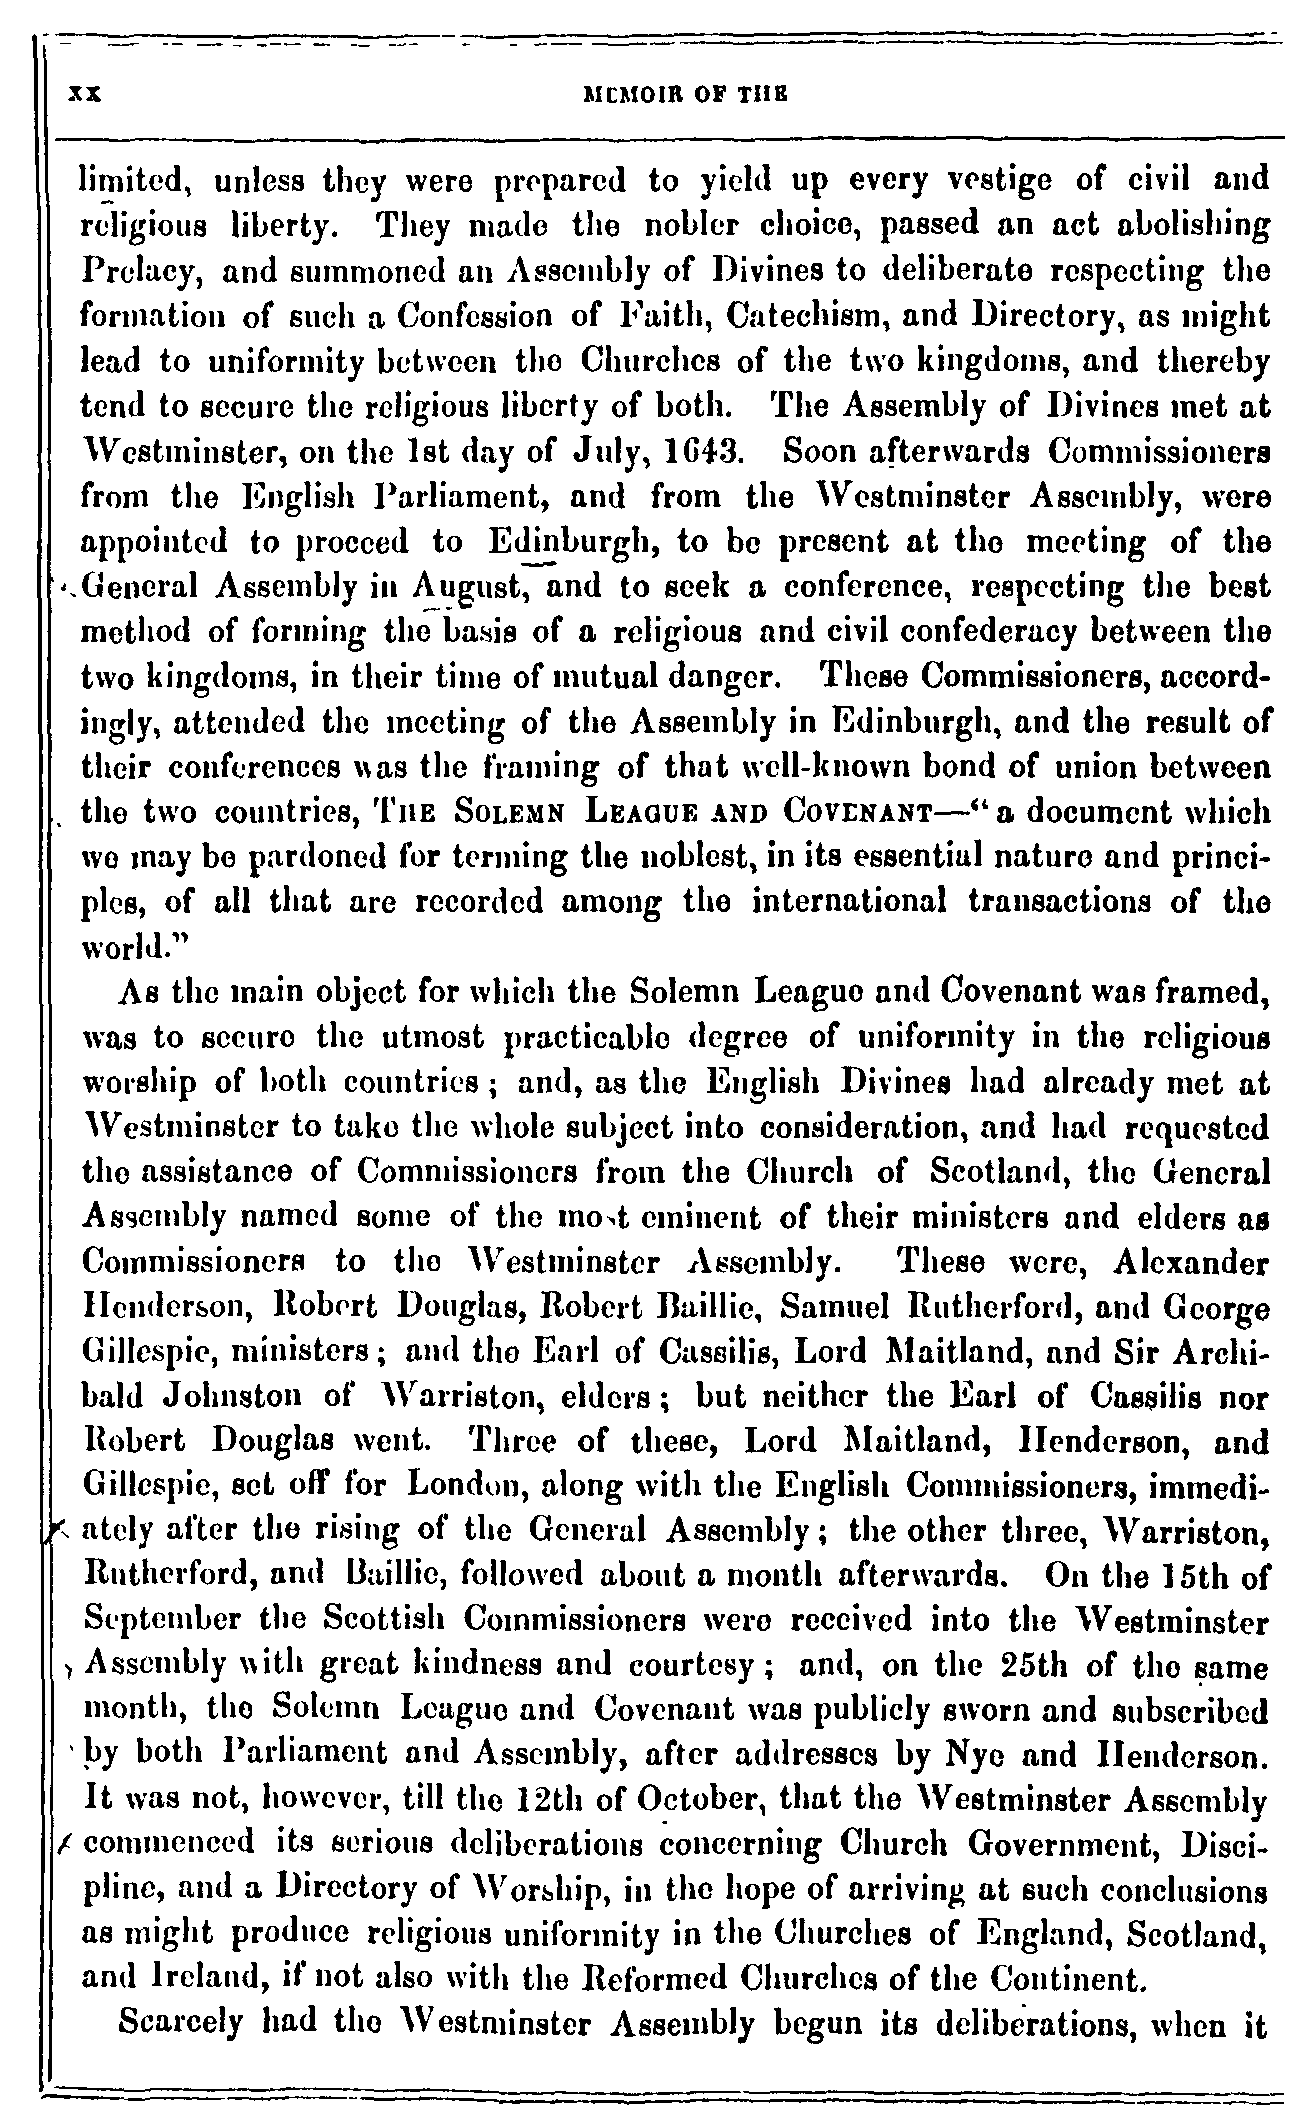 xx MEMOIR OF THE
limited, unless they were prepared to yield up every vestige of civil and
religious liberty. They made the nobler choice, passed an act abolishing
Prelacy, and summoned an Assembly of Divines to deliberate respecting the
formation of such a Confession of Faith, Catechism, and Directory, as might
lead to uniformity between the Churches of the two kingdoms, and thereby
tend to secure the religious liberty of both. The Assembly of Divines met at
Westminster, on the 1st day of July, 1643. Soon afterwards Commissioners
from the English Parliament, and from the Westminster Assembly, were
appointed to proceed to Edinburgh, to be present at the meeting of the
General Assembly in August, and to seek a conference, respecting the best
method of forming the basis of a religious and civil confederacy between the
two kingdoms, in their time of mutual danger. These Commissioners, accord-
ingly, attended the meeting of the Assembly in Edinburgh, and the result of
their conferences was the framing of that well-known bond of union between
the two countries, THE SOLEMN LEAGUE AND COVENANT—“a document which
we may be pardoned for terming the noblest, in its essential nature and princi-
ples, of all that are recorded among the international transactions of the
world.”
As the main object for which the Solemn League and Covenant was framed,
was to secure the utmost practicable degree of uniformity in the religious
worship of both countries; and, as the English Divines had already met at
Westminster to take the whole subject into consideration, and had requested
the assistance of Commissioners from the Church of Scotland, the General
Assembly named some of the most eminent of their ministers and elders as
Commissioners to the Westminster Assembly. These were, Alexander
Henderson, Robert Douglas, Robert Baillie, Samuel Rutherford, and George
Gillespie, ministers; and the Earl of Cassilis, Lord Maitland, and Sir Archi-
bald Johnston of Warriston, elders; but neither the Earl of Cassilis nor
Robert Douglas went. Three of these, Lord Maitland, Henderson, and
Gillespie, set off for London, along with the English Commissioners, immedi-
ately after the rising of the General Assembly; the other three, Warriston,
Rutherford, and Baillie, followed about a month afterwards. On the 15th of
September the Scottish Commissioners were received into the Westminster
Assembly with great kindness and courtesy; and, on the 25th of the same
month, the Solemn League and Covenant was publicly sworn and subscribed
by both Parliament and Assembly, after addresses by Nye and Henderson.
It was not, however, till the 12th of October, that the Westminster Assembly
commenced its serious deliberations concerning Church Government, Disci-
pline, and a Directory of Worship, in the hope of arriving at such conclusions
as might produce religious uniformity in the Churches of England, Scotland,
and Ireland, if not also with the Reformed Churches of the Continent.
Scarcely had the Westminster Assembly begun its deliberations, when it